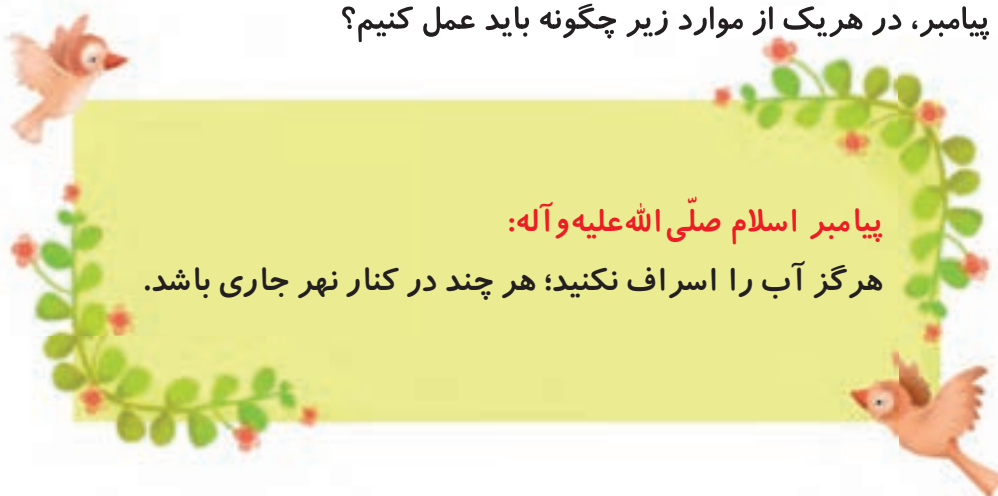 پیامبر، در هریک از موارد زیر چگونه باید عمل کنیم؟
پیامبر اسلام صلّی‌الله‌علیه‌وآله:
هرگز آب را اسراف نکنید؛ هر چند در کنار نهر جاری باشد.